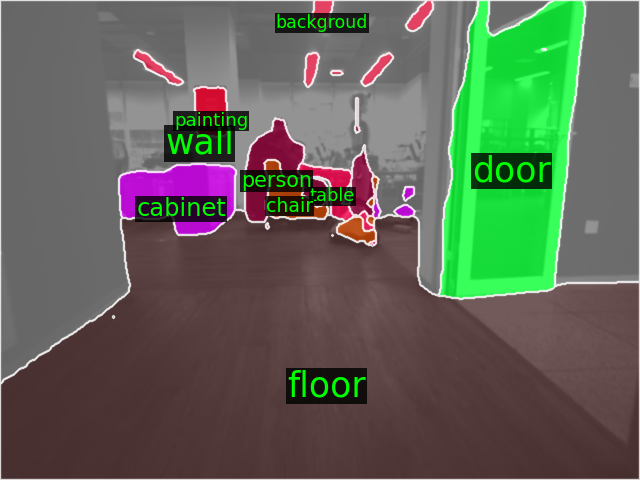 backgroud
painting
wall
door
person
table
chair
cabinet
floor